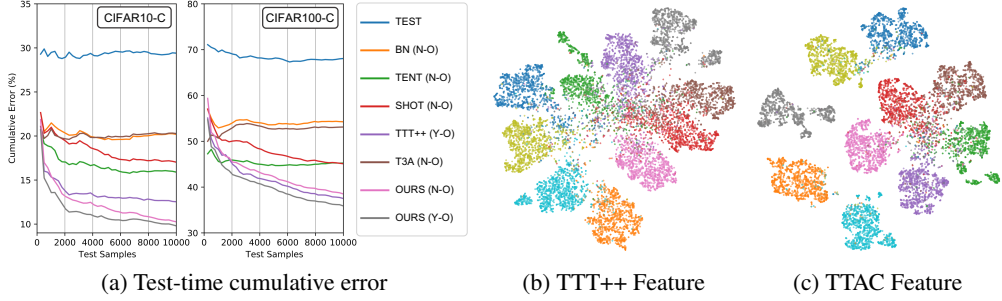 CIFAR10-C
CIFAR100-C
Cumulative Error (%)
35
30
25
20
15
10
0 2000 4000 6000 8000 10000
Test Samples
70
60
50
40
30
0 2000 4000 6000 8000 10000
Test Samples
TEST
BN (N-O)
TENT (N-O)
SHOT (N-O)
TTT++ (Y-O)
T3A (N-O)
OURS (N-O)
OURS (Y-O)
(a) Test-time cumulative error
(b) TTT++ Feature
(c) TTAC Feature